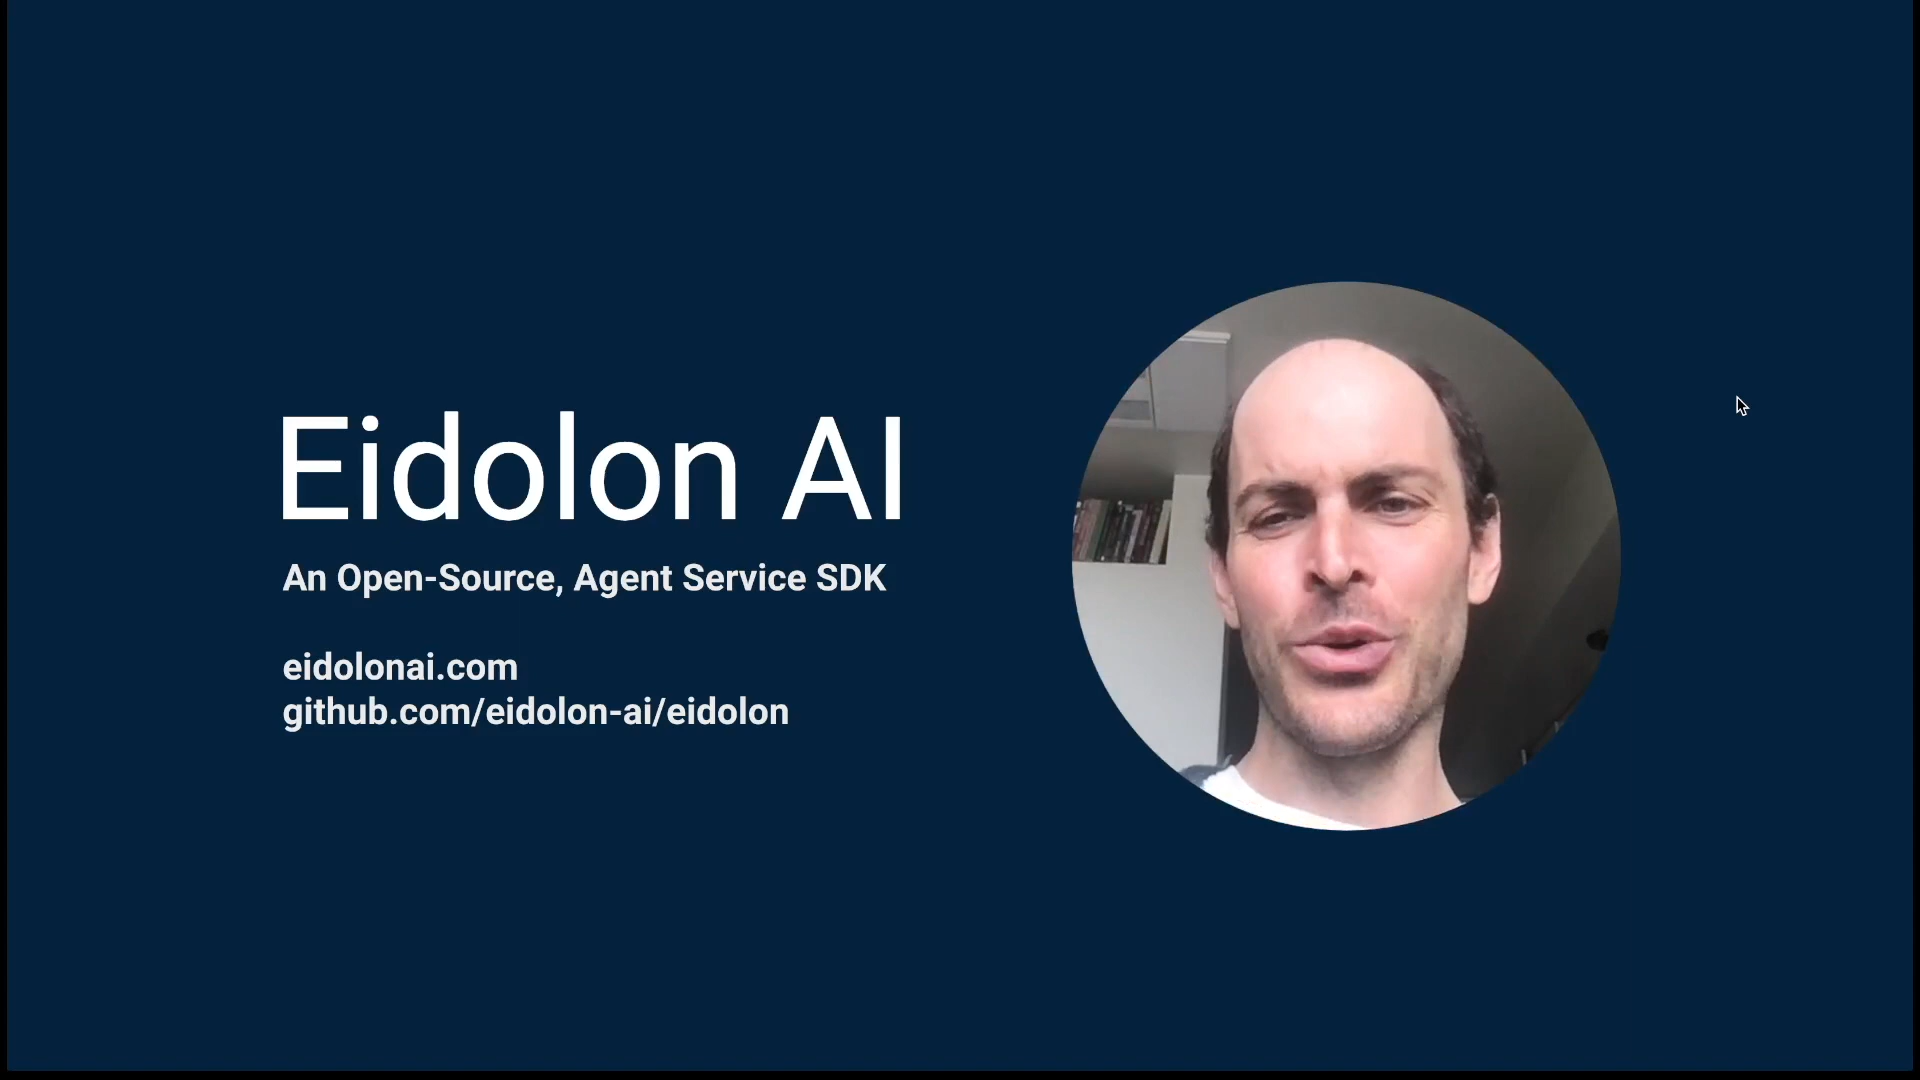 Eidolon AI
An Open-Source, Agent Service SDK
eidolonai.com
github.com/eidolon-ai/eidolon